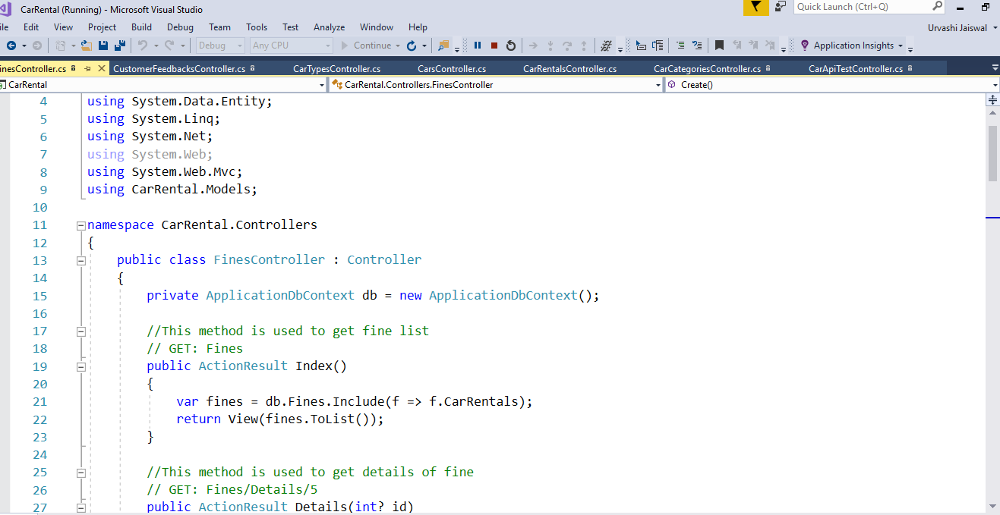 CarRental (Running) - Microsoft Visual Studio
Quick Launch (Ctrl+Q)
ile Edit View Project Build Debug Team Tools Test Analyze Window Help
Urvashi Jaiswal
Debug Any CPU Continue Application Insights
inesController.cs CustomerFeedbacksController.cs CarTypesController.cs CarsController.cs CarRentalsController.cs CarCategoriesController.cs CarApiTestController.cs
CarRental CarRental.Controllers.FinesController Create()
4 using System.Data.Entity;
5 using System.Linq;
6 using System.Net;
7 using System.Web;
8 using System.Web.Mvc;
9 using CarRental.Models;
10
11 namespace CarRental.Controllers
12 {
13 public class FinesController : Controller
14 {
15 private ApplicationDbContext db = new ApplicationDbContext();
16
17 //This method is used to get fine list
18 // GET: Fines
19 public ActionResult Index()
20 {
21 var fines = db.Fines.Include(f => f.CarRentals);
22 return View(fines.ToList());
23 }
24
25 //This method is used to get details of fine
26 // GET: Fines/Details/5
27 public ActionResult Details(int? id)